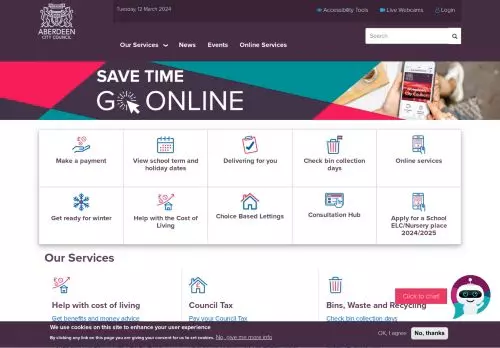 Tuesday, 12 March 2024
Accessibility Tools
Live Webcams
Login
ABERDEEN
CITY COUNCIL
Our Services
News
Events
Online Services
Search
SAVE TIME
GO ONLINE
Make a payment
View school term and
holiday dates
Delivering for you
Check bin collection
days
Online services
Get ready for winter
Help with the Cost of
Living
Choice Based Lettings
Consultation Hub
Apply for a School
ELC/Nursery place
2024/2025
Our Services
Help with cost of living
Get benefits and money advice
Council Tax
Pay your Council Tax
Bins, Waste and Recycling
Check bin collection days
Click to chat!
We use cookies on this site to enhance your user experience
By clicking any link on this page you are giving your consent for us to set cookies. No, give me more info
OK, I agree
No, thanks